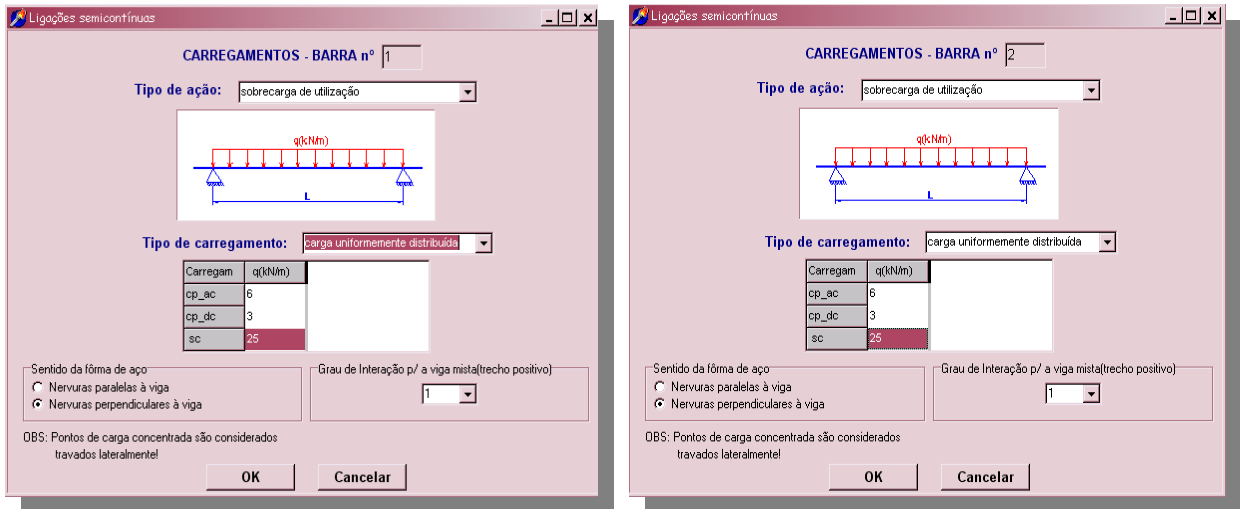 Ligações semicontínuas
CARREGAMENTOS - BARRA nº 1
Tipo de ação: sobrecarga de utilização
q(kN/m)
L
Tipo de carregamento: carga uniformemente distribuída
Carregam q(kN/m)
cp_ac 6
cp_dc 3
sc 25
Sentido da fôrma de aço
Nervuras paralelas à viga
Nervuras perpendiculares à viga
Grau de Interação p/ a viga mista(trecho positivo)
1
OBS: Pontos de carga concentrada são considerados
travados lateralmente!
OK Cancelar
Ligações semicontínuas
CARREGAMENTOS - BARRA nº 2
Tipo de ação: sobrecarga de utilização
q(kN/m)
L
Tipo de carregamento: carga uniformemente distribuída
Carregam q(kN/m)
cp_ac 6
cp_dc 3
sc 25
Sentido da fôrma de aço
Nervuras paralelas à viga
Nervuras perpendiculares à viga
Grau de Interação p/ a viga mista(trecho positivo)
1
OBS: Pontos de carga concentrada são considerados
travados lateralmente!
OK Cancelar